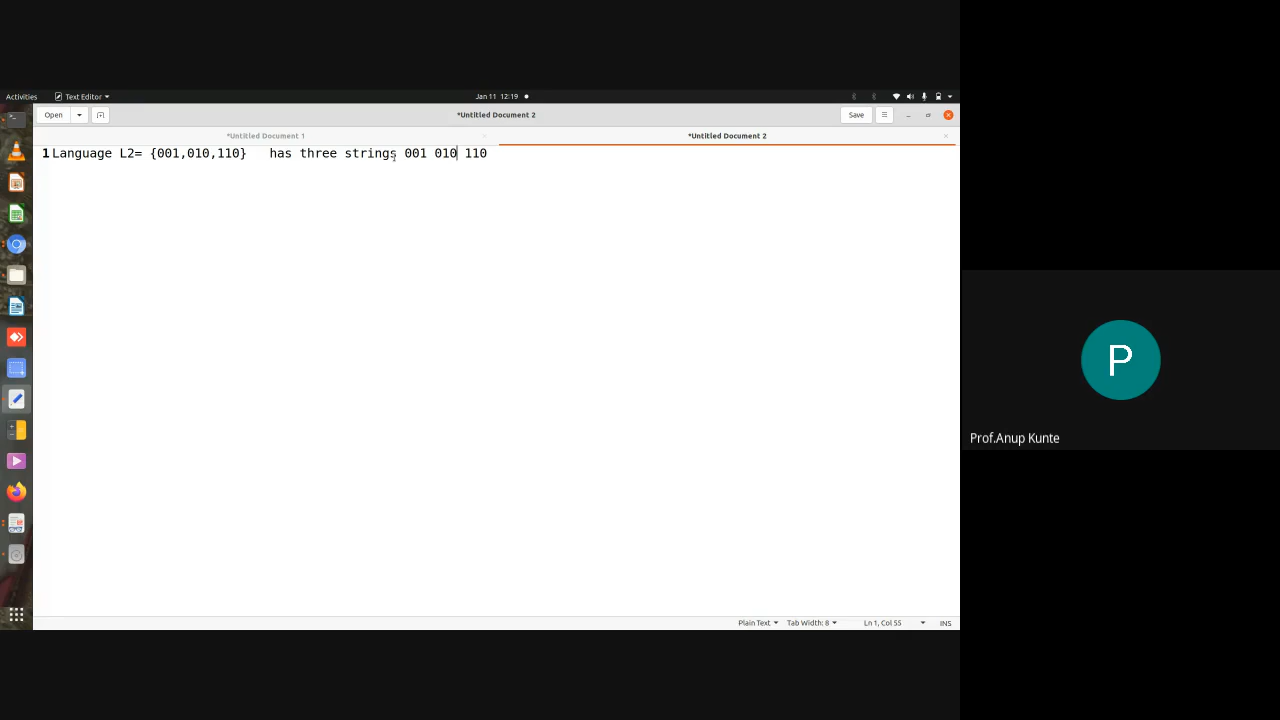 Activities Text Editor Jan 11 12:19
Open *Untitled Document 2 Save
*Untitled Document 1 *Untitled Document 2
1 Language L2= {001,010,110} has three strings 001 010 110
P
Prof.Anup Kunte
Plain Text Tab Width: 8 Ln 1, Col 55 INS